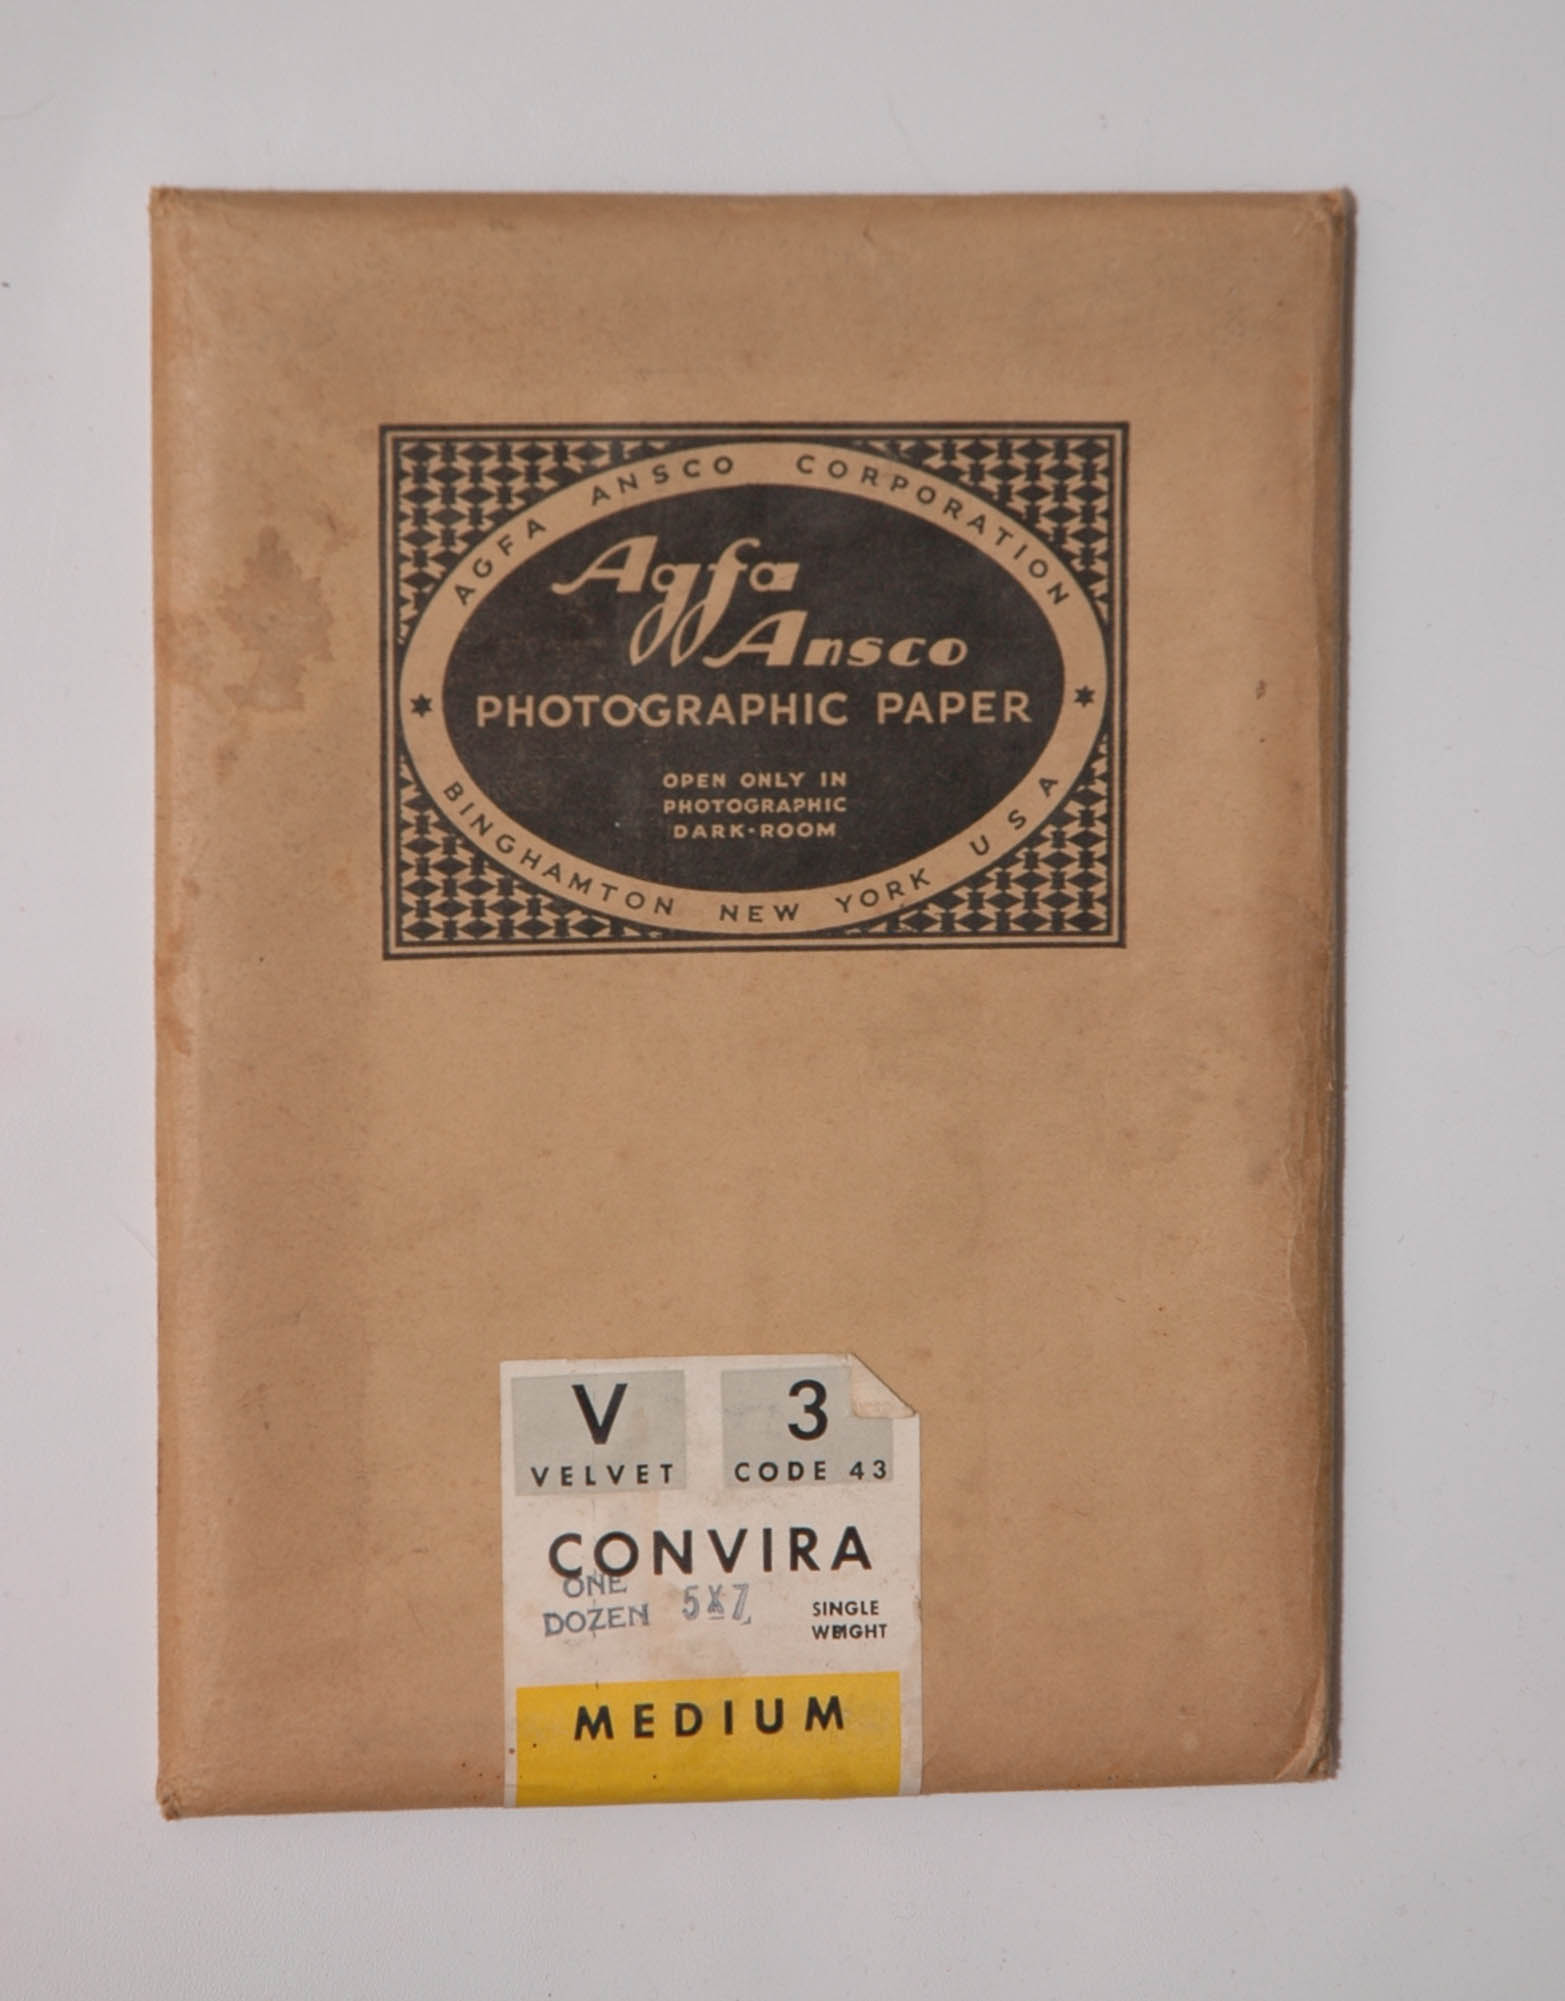 AGFA ANSCO CORPORATION
Agfa
Ansco
PHOTOGRAPHIC PAPER
OPEN ONLY IN
PHOTOGRAPHIC
DARK-ROOM
BINGHAMTON NEW YORK U S A
V
VELVET
3
CODE 43
CONVIRA
ONE
DOZEN
5X7
SINGLE
WEIGHT
MEDIUM